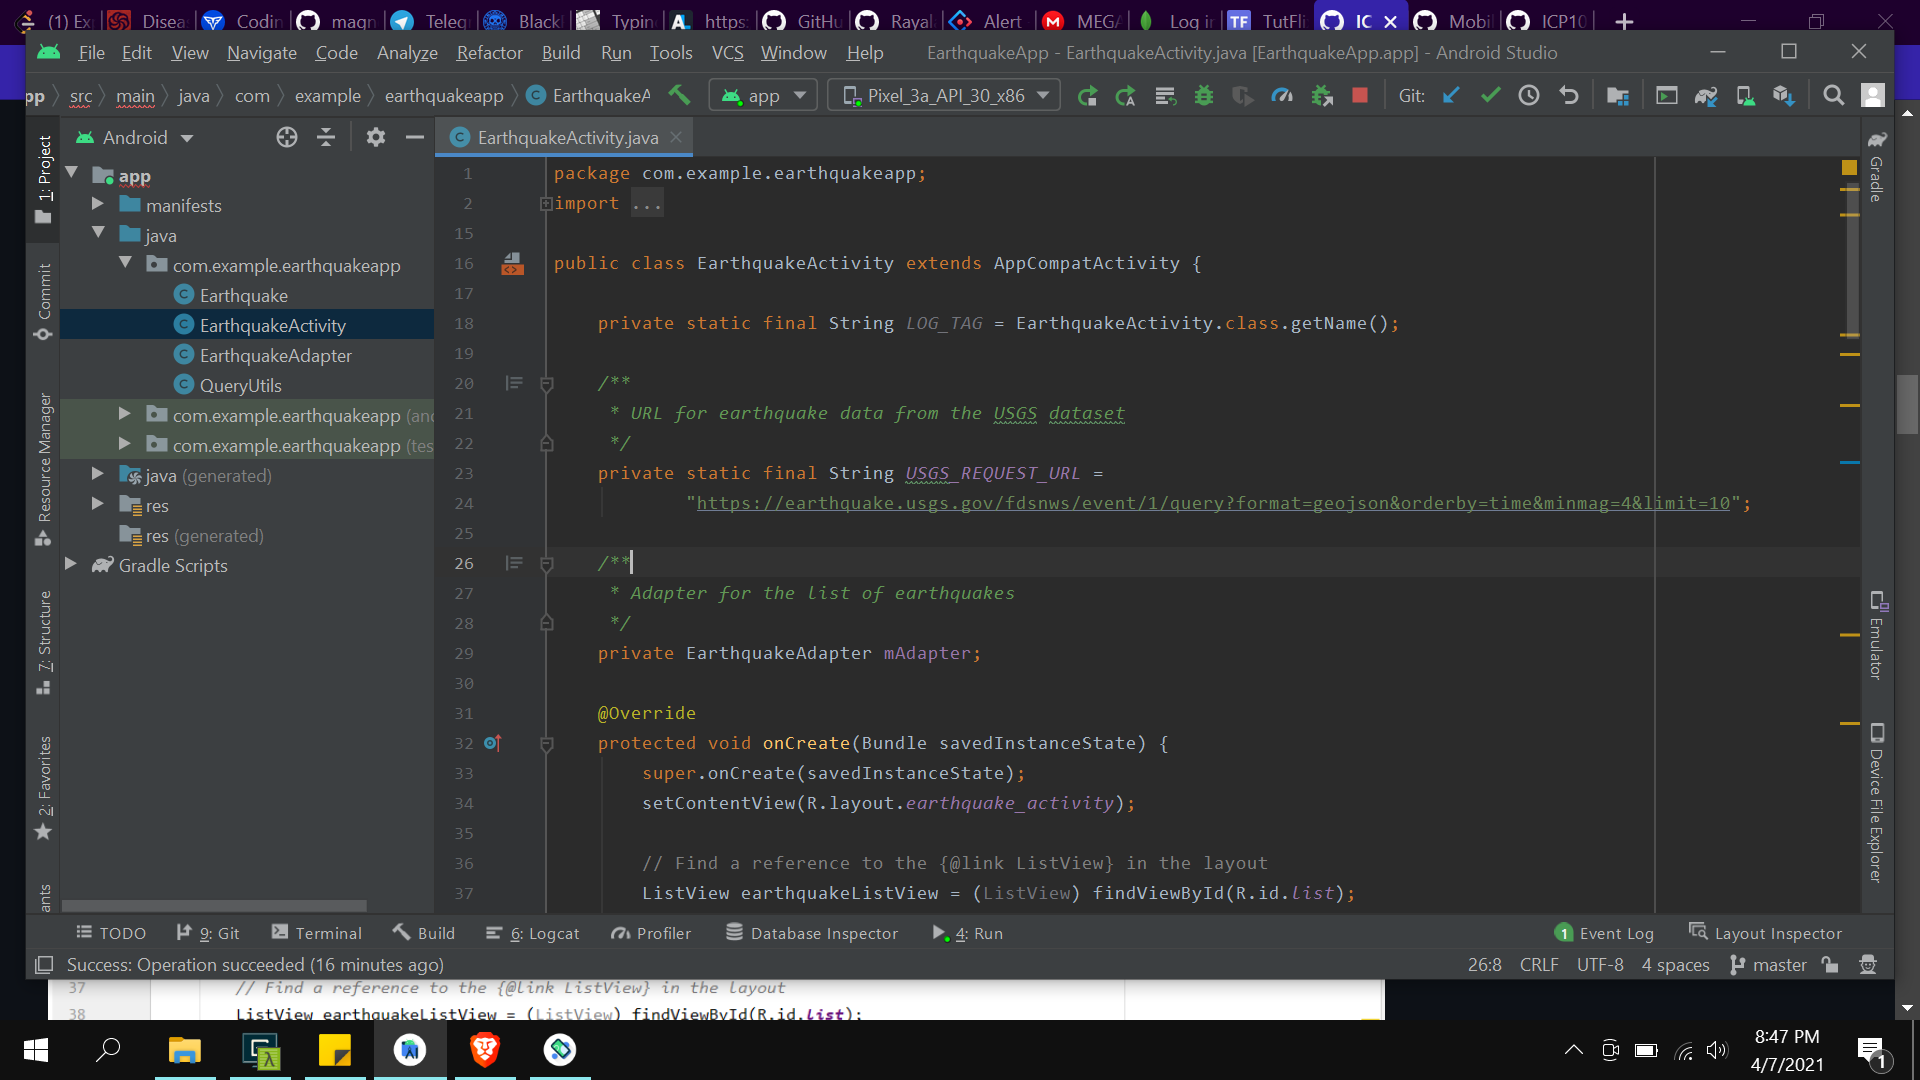 (1) Ex
Disea
Codin
magn
Teleg
Black
Typin
https:
GitHu
Rayal
Alert
MEGA
Log in
TF TutFli
IC
Mobil
ICP10
File Edit View Navigate Code Analyze Refactor Build Run Tools VCS Window Help
EarthquakeApp - EarthquakeActivity.java [EarthquakeApp.app] - Android Studio
pp src main java com example earthquakeapp EarthquakeA
app
Pixel_3a_API_30_x86
Git:
Android
EarthquakeActivity.java
1: Project
Commit
Resource Manager
7: Structure
2: Favorites
ants
app
manifests
java
com.example.earthquakeapp
Earthquake
EarthquakeActivity
EarthquakeAdapter
QueryUtils
com.example.earthquakeapp (and
com.example.earthquakeapp (tes
java (generated)
res
res (generated)
Gradle Scripts
1 package com.example.earthquakeapp;
2 import ...
15
16 public class EarthquakeActivity extends AppCompatActivity {
17
18 private static final String LOG_TAG = EarthquakeActivity.class.getName();
19
20 /**
21 * URL for earthquake data from the USGS dataset
22 */
23 private static final String USGS_REQUEST_URL =
24 "https://earthquake.usgs.gov/fdsnws/event/1/query?format=geojson&orderby=time&minmag=4&limit=10";
25
26 /**
27 * Adapter for the list of earthquakes
28 */
29 private EarthquakeAdapter mAdapter;
30
31 @Override
32 protected void onCreate(Bundle savedInstanceState) {
33 super.onCreate(savedInstanceState);
34 setContentView(R.layout.earthquake_activity);
35
36 // Find a reference to the {@link ListView} in the layout
37 ListView earthquakeListView = (ListView) findViewById(R.id.list);
Gradle
Emulator
Device File Explorer
TODO 9: Git Terminal Build 6: Logcat Profiler Database Inspector 4: Run
1 Event Log Layout Inspector
Success: Operation succeeded (16 minutes ago)
26:8 CRLF UTF-8 4 spaces master
37 // Find a reference to the {@link ListView} in the layout
38 ListView earthquakeListView = (ListView) findViewById(R.id.list);
8:47 PM
4/7/2021
1